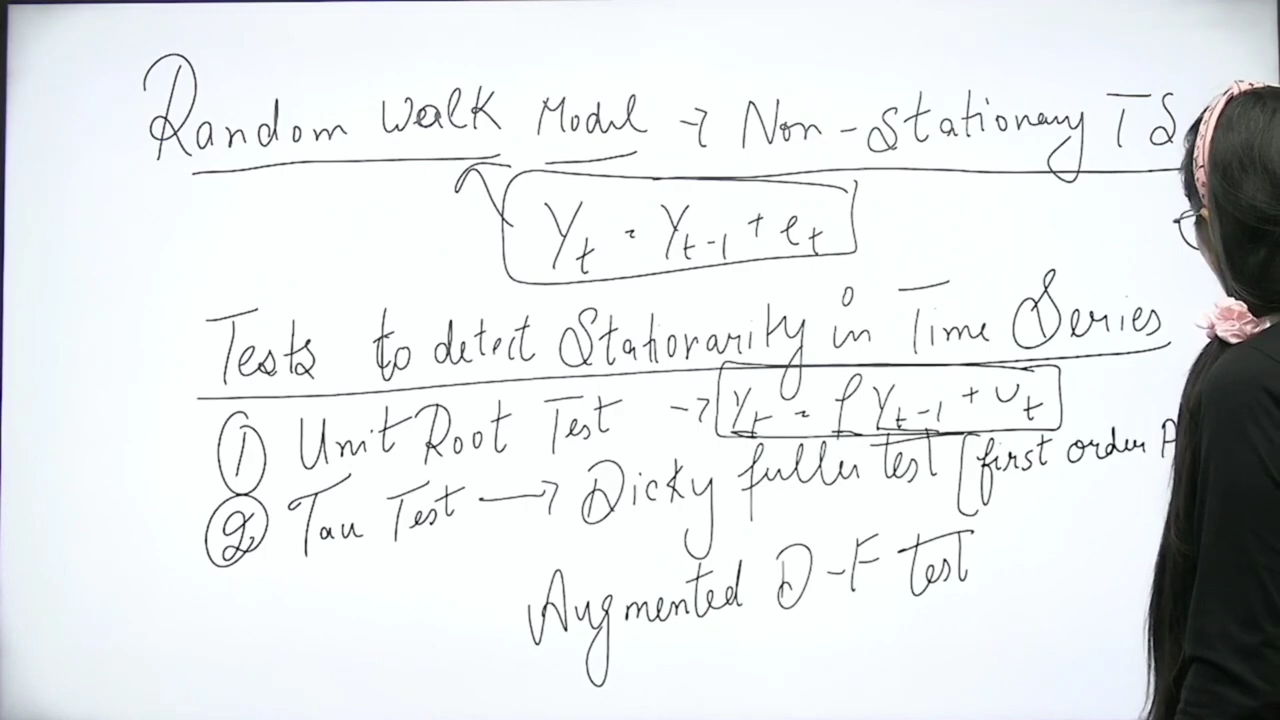 Random Walk Model → Non-Stationary TS
Yt = Yt-1 + et
Tests to detect Stationarity in Time Series
① Unit Root Test → Yt = ρ Yt-1 + Ut
② Tau Test → Dicky fuller test [first order A
Augmented D-F test